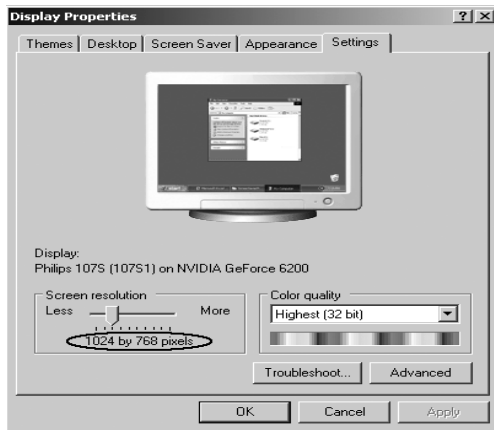 Display Properties
? X
Themes Desktop Screen Saver Appearance Settings
Display:
Philips 107S (107S1) on NVIDIA GeForce 6200
Screen resolution
Less More
1024 by 768 pixels
Color quality
Highest (32 bit)
Troubleshoot... Advanced
OK Cancel Apply